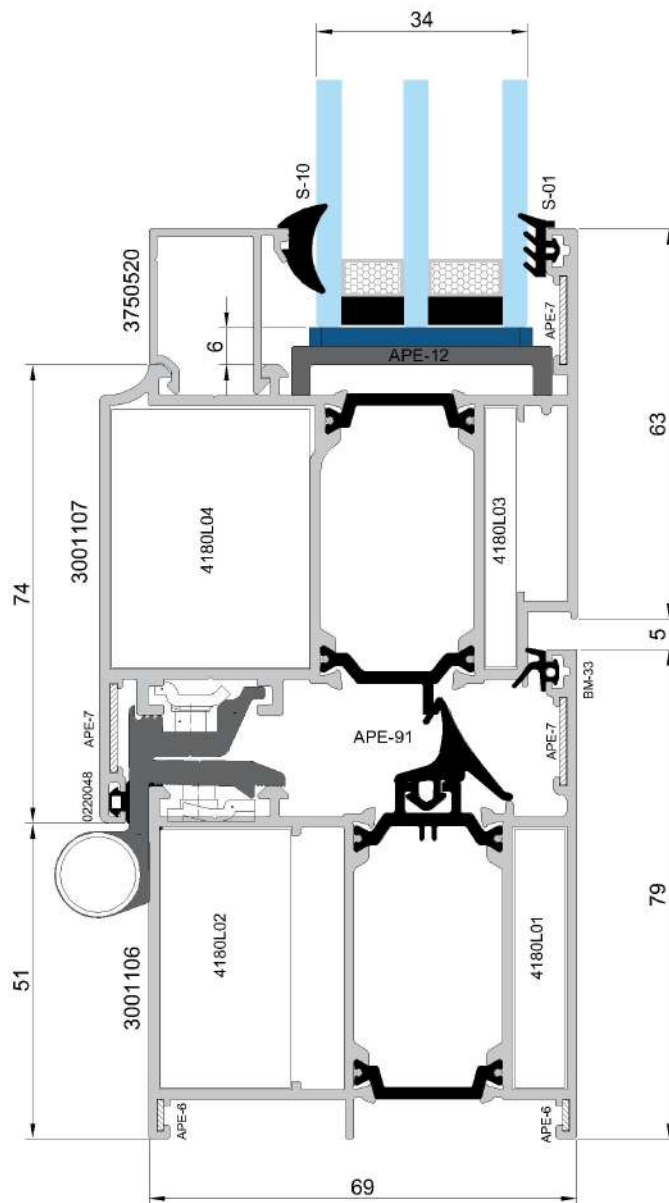 34
S-10
S-01
3750520
6
APE-7
APE-12
63
3001107
4180L04
4180L03
74
5
BM-33
APE-7
APE-91
APE-7
0220048
79
4180L02
4180L01
51
3001106
APE-6
APE-6
69